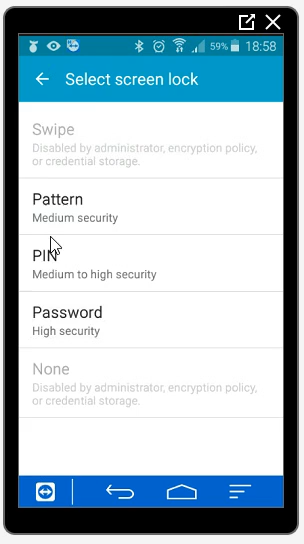 59% 18:58
Select screen lock
Swipe
Disabled by administrator, encryption policy,
or credential storage.
Pattern
Medium security
PIN
Medium to high security
Password
High security
None
Disabled by administrator, encryption policy,
or credential storage.